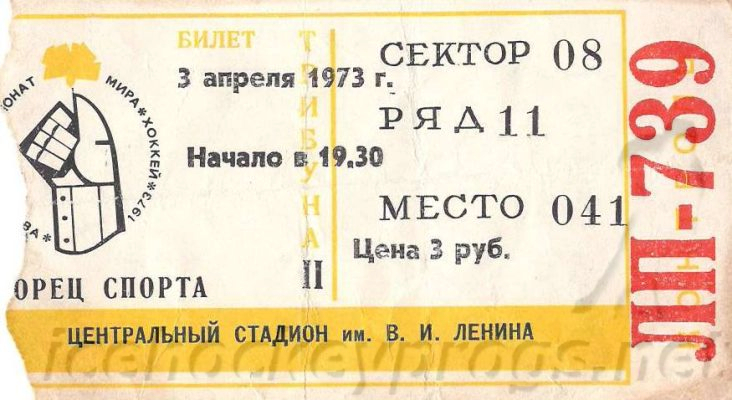 БИЛЕТ
3 апреля 1973 г.
Начало в 19.30
ТРИБУНА
II
СЕКТОР 08
РЯД 11
МЕСТО 041
Цена 3 руб.
ОНАТ МИРА*ХОККЕЙ*1973*
ВА
ОРЕЦ СПОРТА
ЦЕНТРАЛЬНЫЙ СТАДИОН им. В. И. ЛЕНИНА
ЛП-739
icehockeyprogs.net